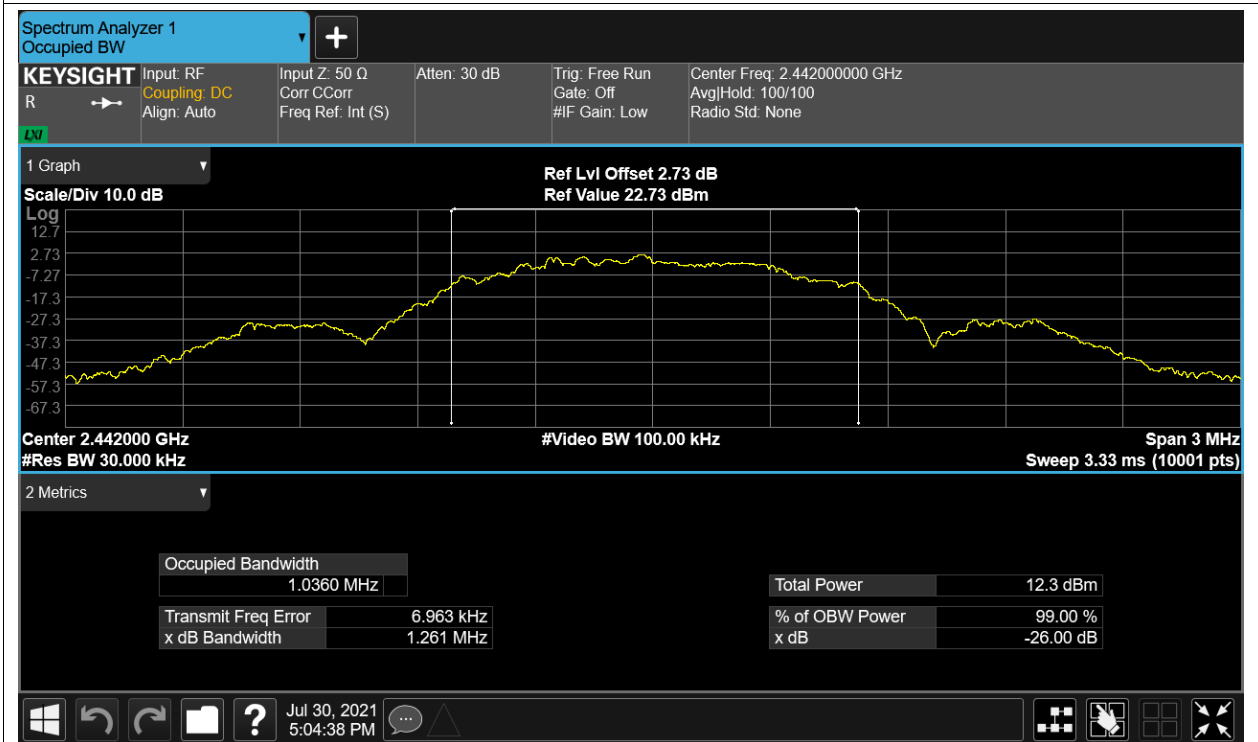 Spectrum Analyzer 1
Occupied BW
KEYSIGHT
R
LXI
Input: RF
Coupling: DC
Align: Auto
Input Z: 50 Ω
Corr CCorr
Freq Ref: Int (S)
Atten: 30 dB
Trig: Free Run
Gate: Off
#IF Gain: Low
Center Freq: 2.442000000 GHz
Avg|Hold: 100/100
Radio Std: None
1 Graph
Scale/Div 10.0 dB
Ref Lvl Offset 2.73 dB
Ref Value 22.73 dBm
Log
12.7
2.73
-7.27
-17.3
-27.3
-37.3
-47.3
-57.3
-67.3
Center 2.442000 GHz
#Video BW 100.00 kHz
Span 3 MHz
#Res BW 30.000 kHz
Sweep 3.33 ms (10001 pts)
2 Metrics
Occupied Bandwidth
1.0360 MHz
Total Power 12.3 dBm
Transmit Freq Error 6.963 kHz
% of OBW Power 99.00 %
x dB Bandwidth 1.261 MHz
x dB -26.00 dB
?
Jul 30, 2021
5:04:38 PM